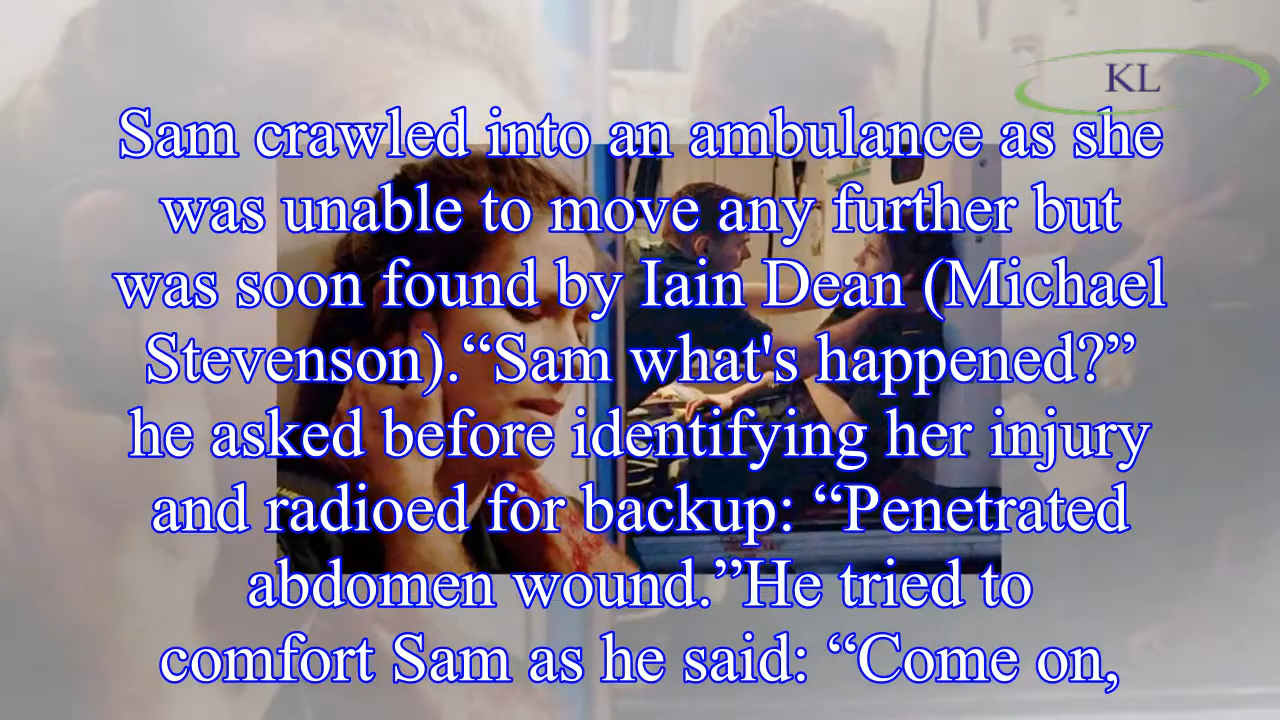 KL
Sam crawled into an ambulance as she
was unable to move any further but
was soon found by Iain Dean (Michael
Stevenson).“Sam what's happened?”
he asked before identifying her injury
and radioed for backup: “Penetrated
abdomen wound.”He tried to
comfort Sam as he said: “Come on,